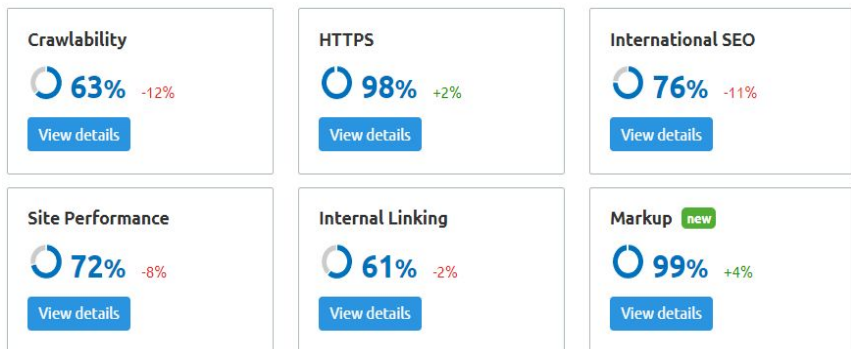 Crawlability
63% -12%
View details
HTTPS
98% +2%
View details
International SEO
76% -11%
View details
Site Performance
72% -8%
View details
Internal Linking
61% -2%
View details
Markup new
99% +4%
View details